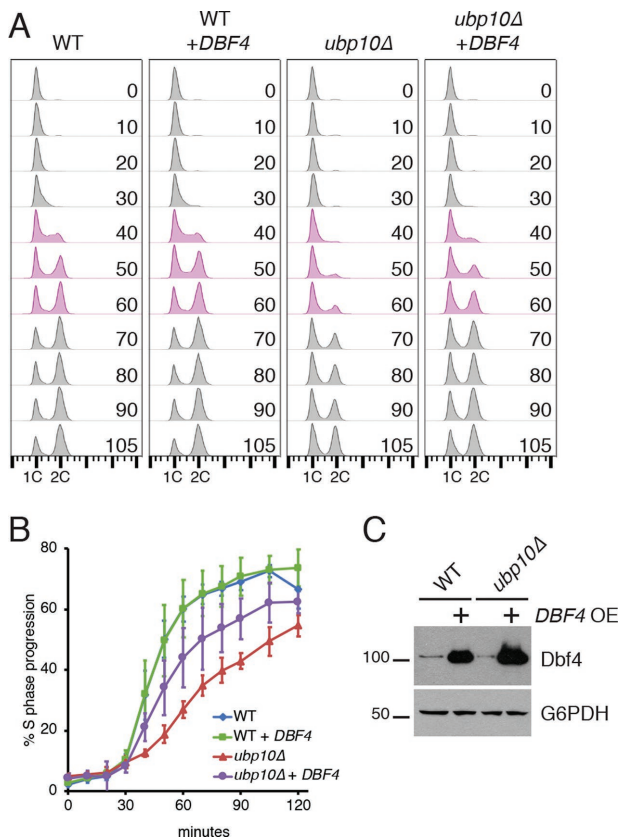 A
WT
WT
+DBF4
ubp10Δ
ubp10Δ
+DBF4
0 0 0 0
10 10 10 10
20 20 20 20
30 30 30 30
40 40 40 40
50 50 50 50
60 60 60 60
70 70 70 70
80 80 80 80
90 90 90 90
105 105 105 105
1C 2C 1C 2C 1C 2C 1C 2C
B
% S phase progression
80
60
40
20
0
WT
WT + DBF4
ubp10Δ
ubp10Δ + DBF4
0 30 60 90 120
minutes
C
WT ubp10Δ
+ + DBF4 OE
100 Dbf4
50 G6PDH